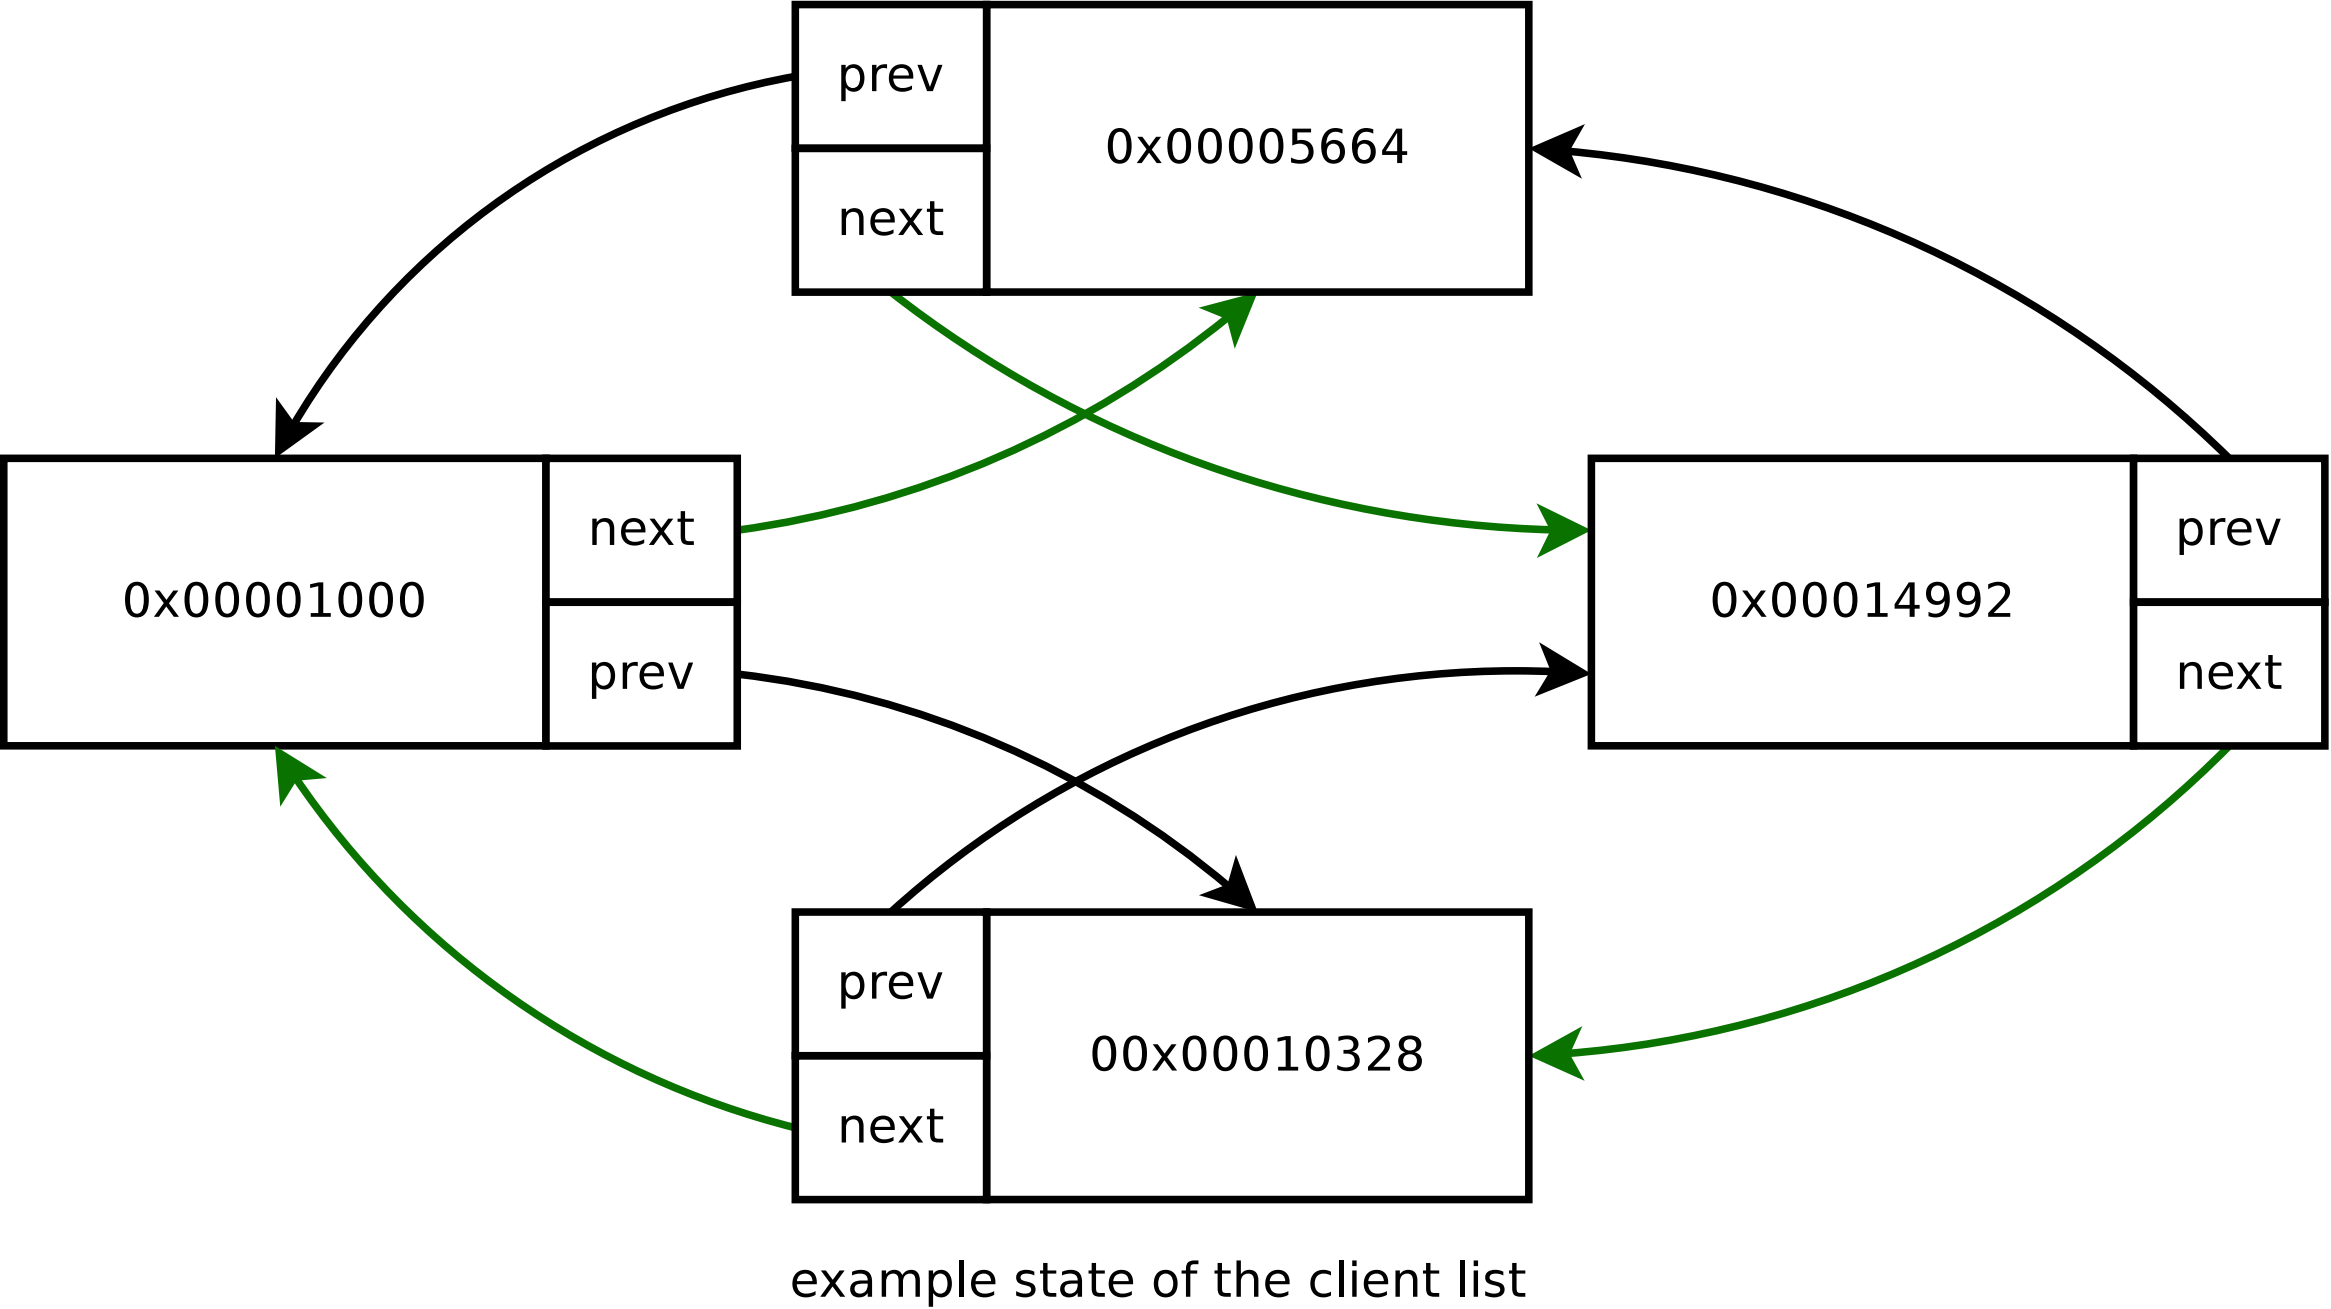 prev
0x00005664
next
next
0x00001000
prev
prev
0x00014992
next
prev
00x00010328
next
example state of the client list